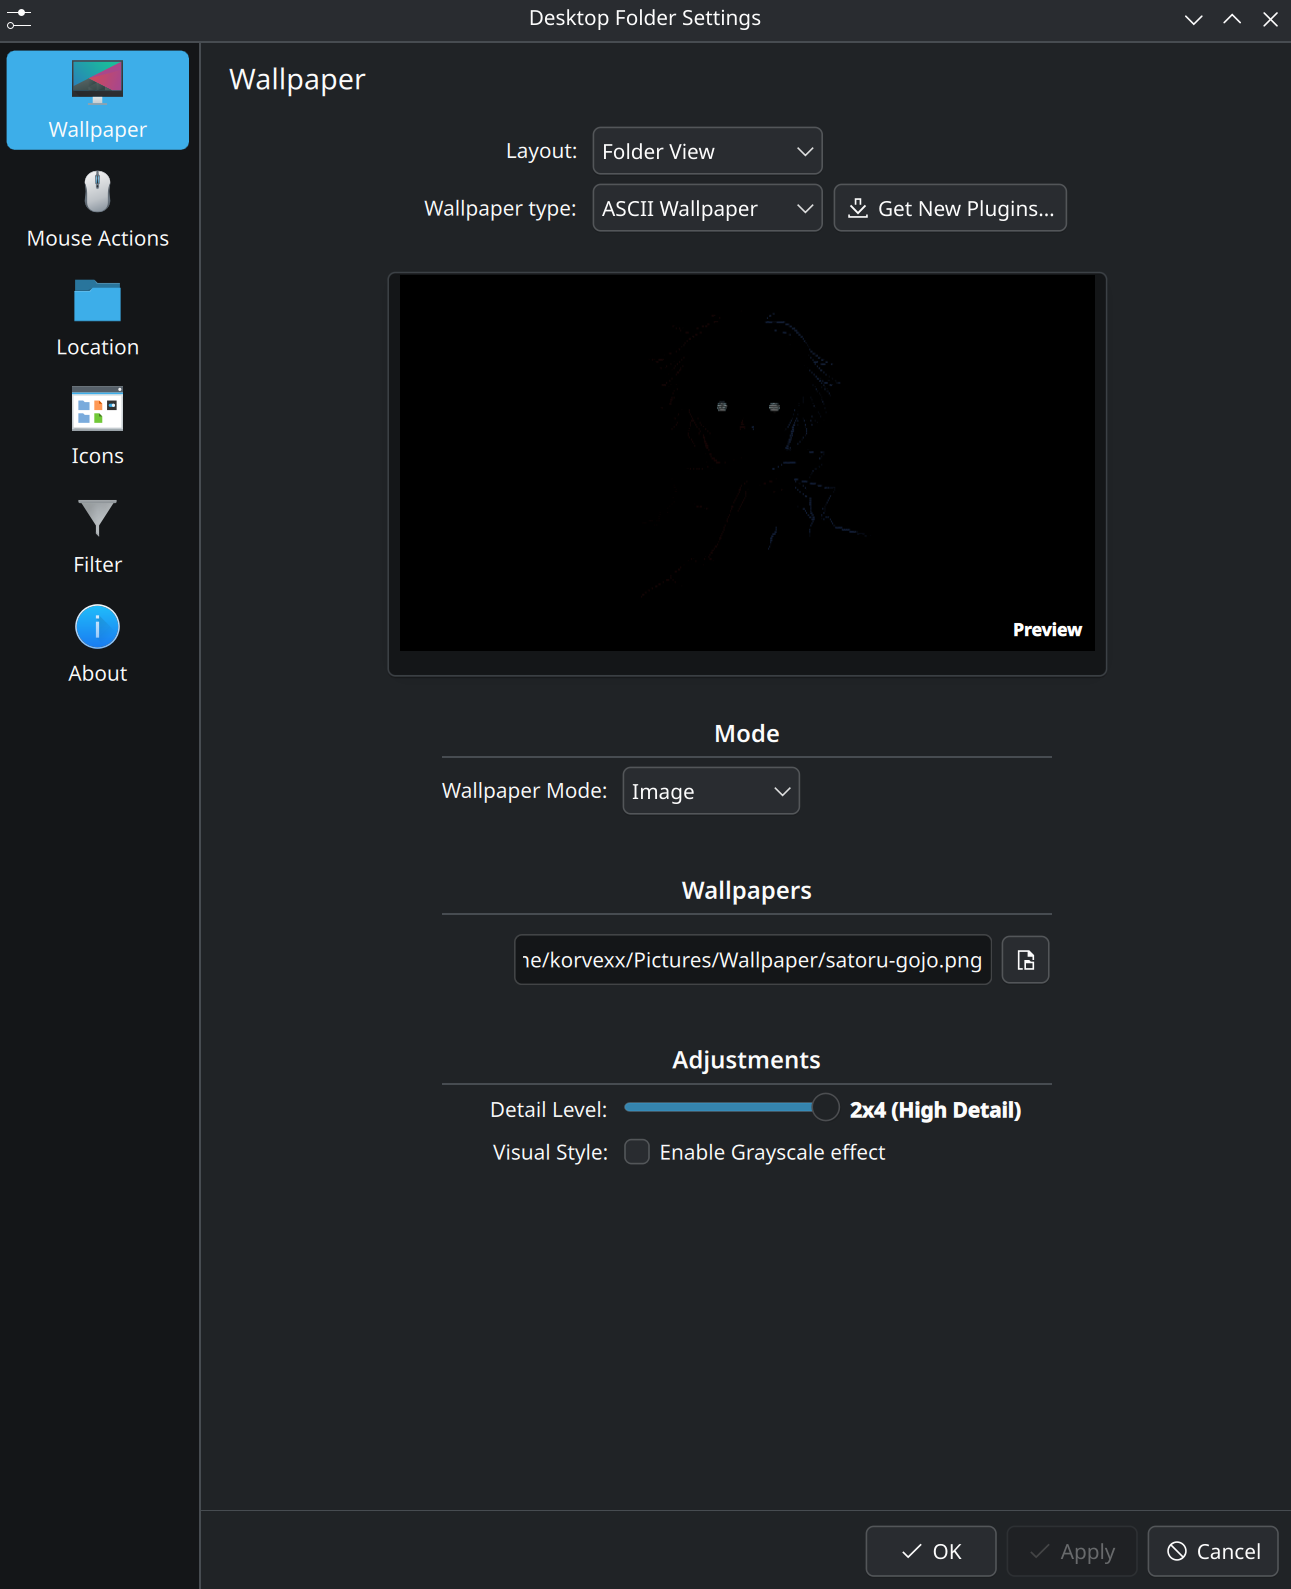 Desktop Folder Settings
Wallpaper
Mouse Actions
Location
Icons
Filter
About
Wallpaper
Layout: Folder View
Wallpaper type: ASCII Wallpaper Get New Plugins...
Preview
Mode
Wallpaper Mode: Image
Wallpapers
e/korvexx/Pictures/Wallpaper/satoru-gojo.png
Adjustments
Detail Level: 2x4 (High Detail)
Visual Style: Enable Grayscale effect
OK Apply Cancel